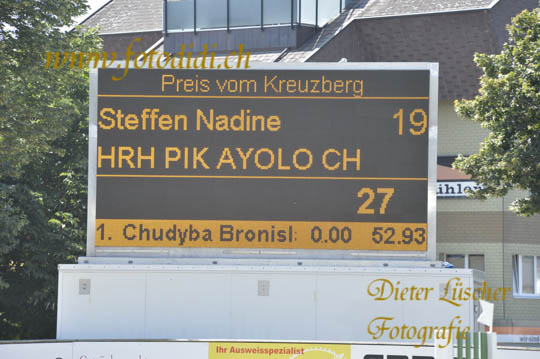 www.fotodidi.ch
Preis vom Kreuzberg
Steffen Nadine 19
HRH PIK AYOLO CH
27
1. Chudyba Bronisl: 0.00 52.93
Dieter Lüscher
Fotografie
Ihr Ausweisspezialist